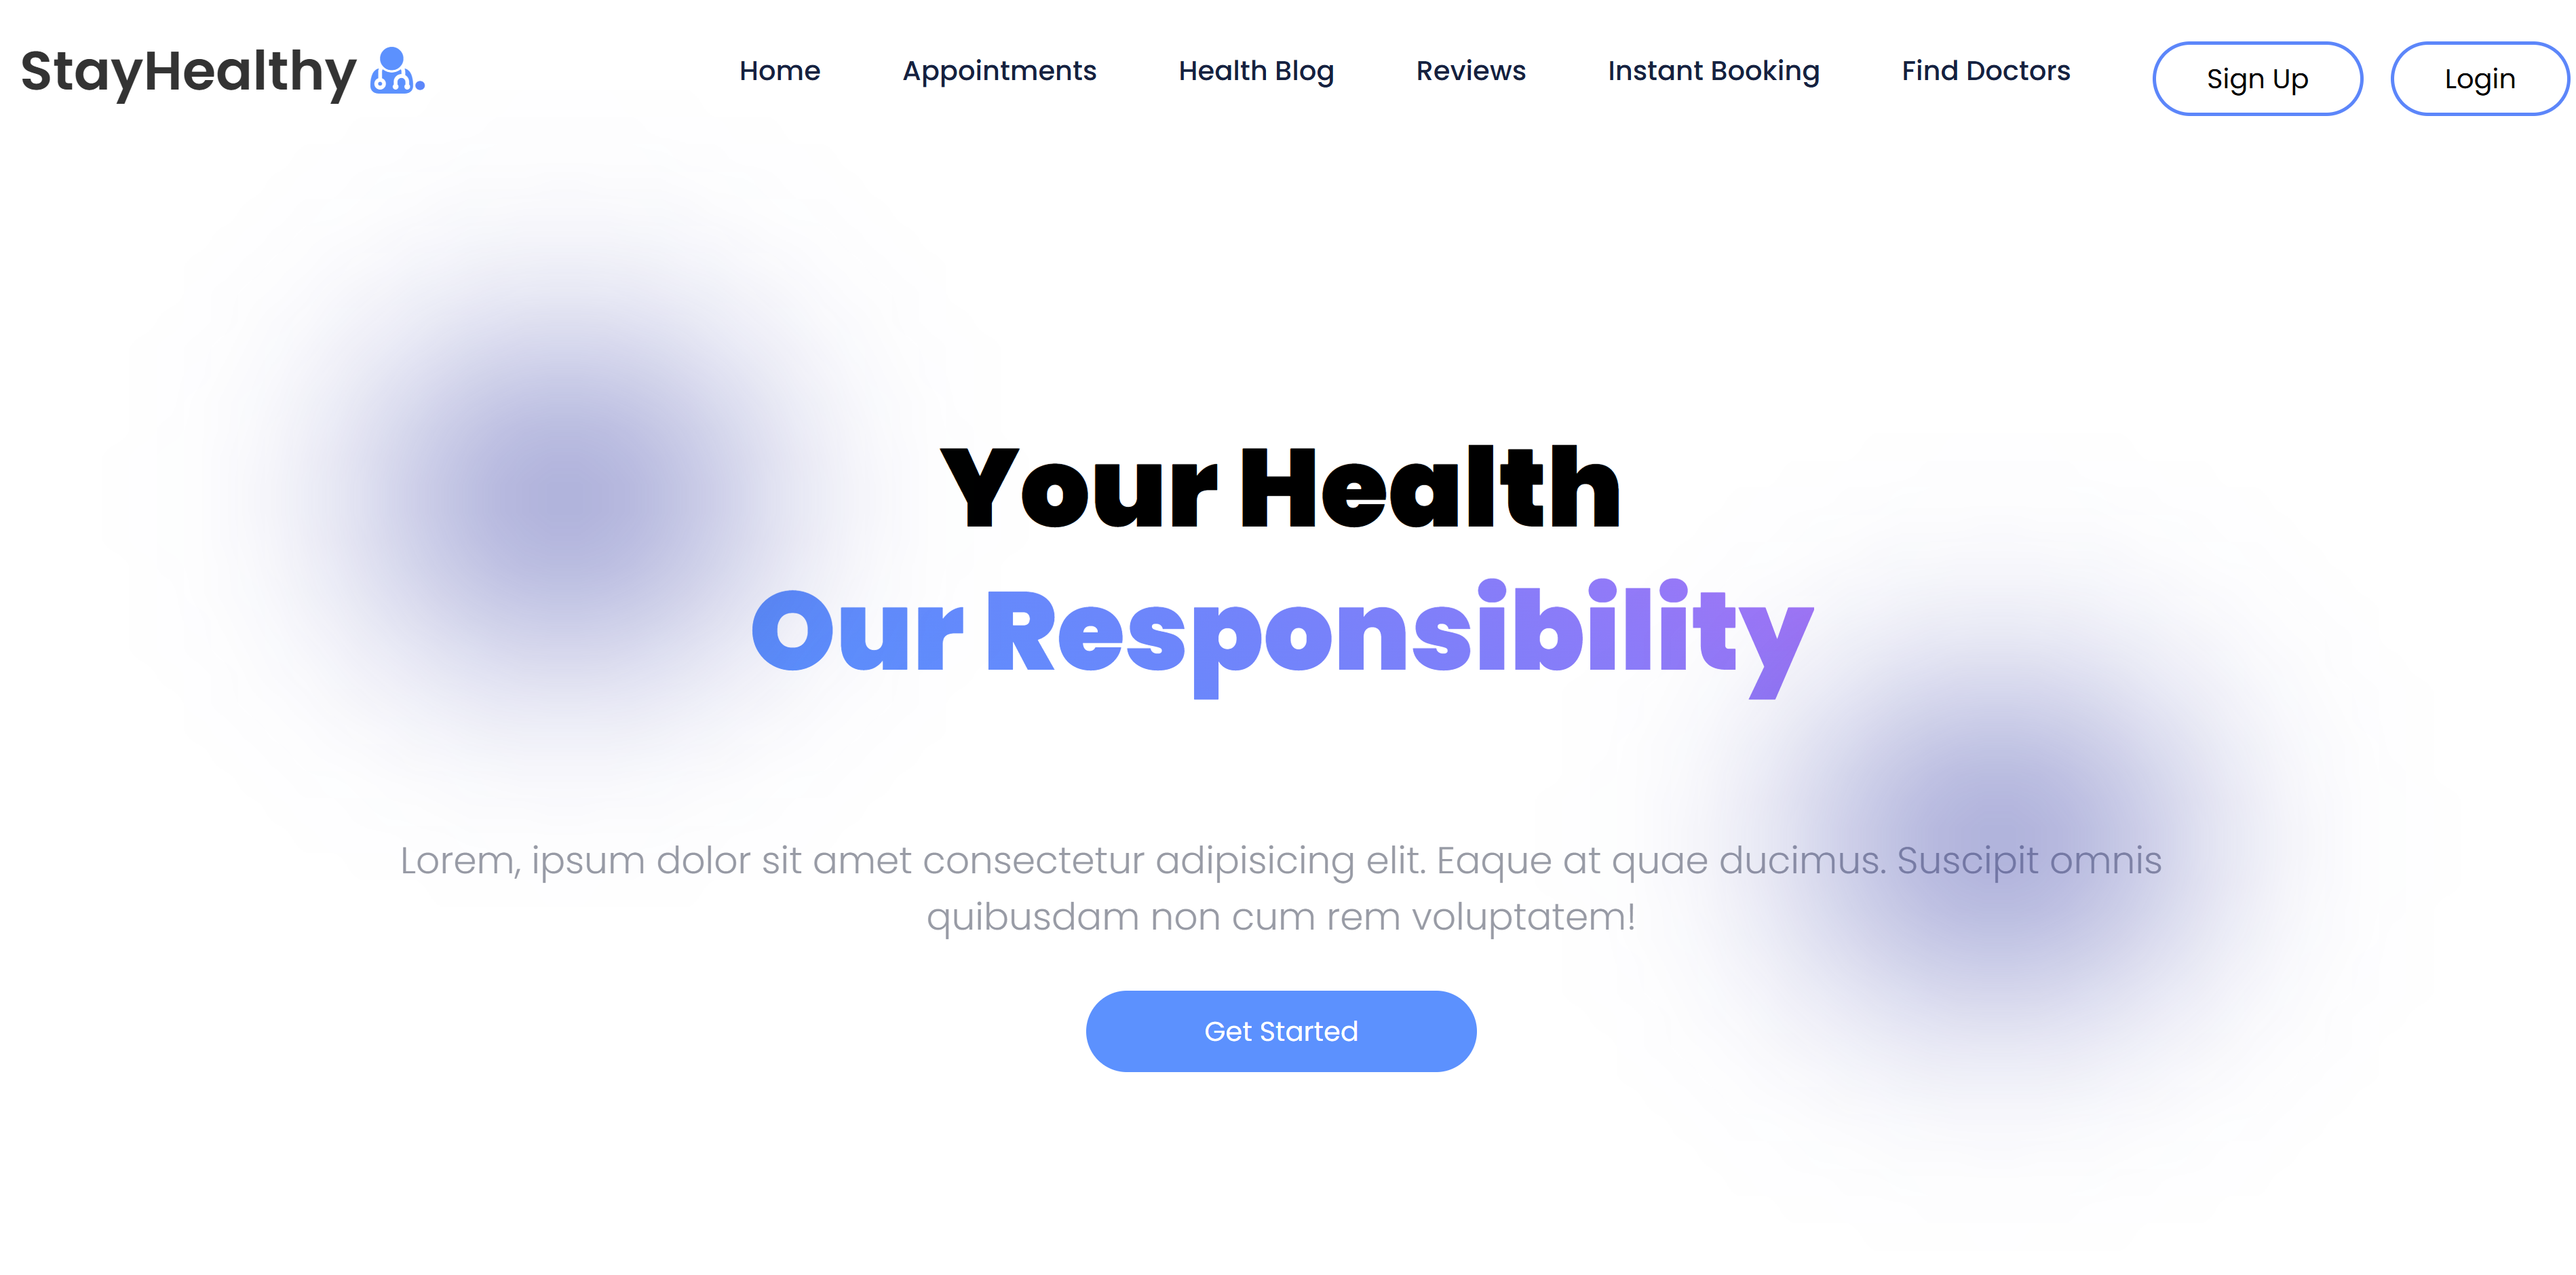 StayHealthy
Home Appointments Health Blog Reviews Instant Booking Find Doctors Sign Up Login
Your Health
Our Responsibility
Lorem, ipsum dolor sit amet consectetur adipisicing elit. Eaque at quae ducimus. Suscipit omnis
quibusdam non cum rem voluptatem!
Get Started